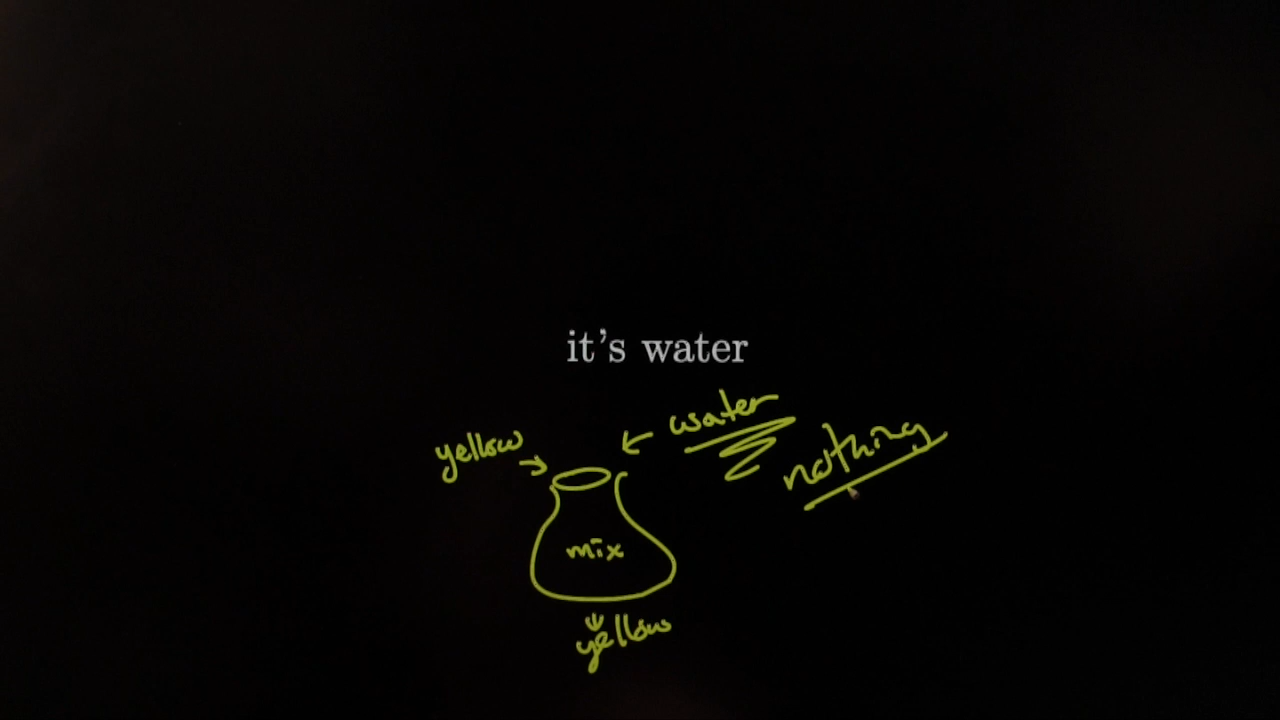 it's water
water
nothing
yellow
mix
yellow